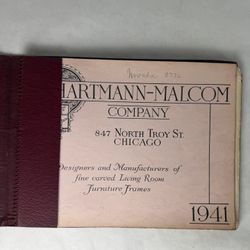 HARTMANN-MALCOM
COMPANY
847 NORTH TROY ST.
CHICAGO
Designers and Manufacturers of
fine carved Living Room
Furniture Frames
1941